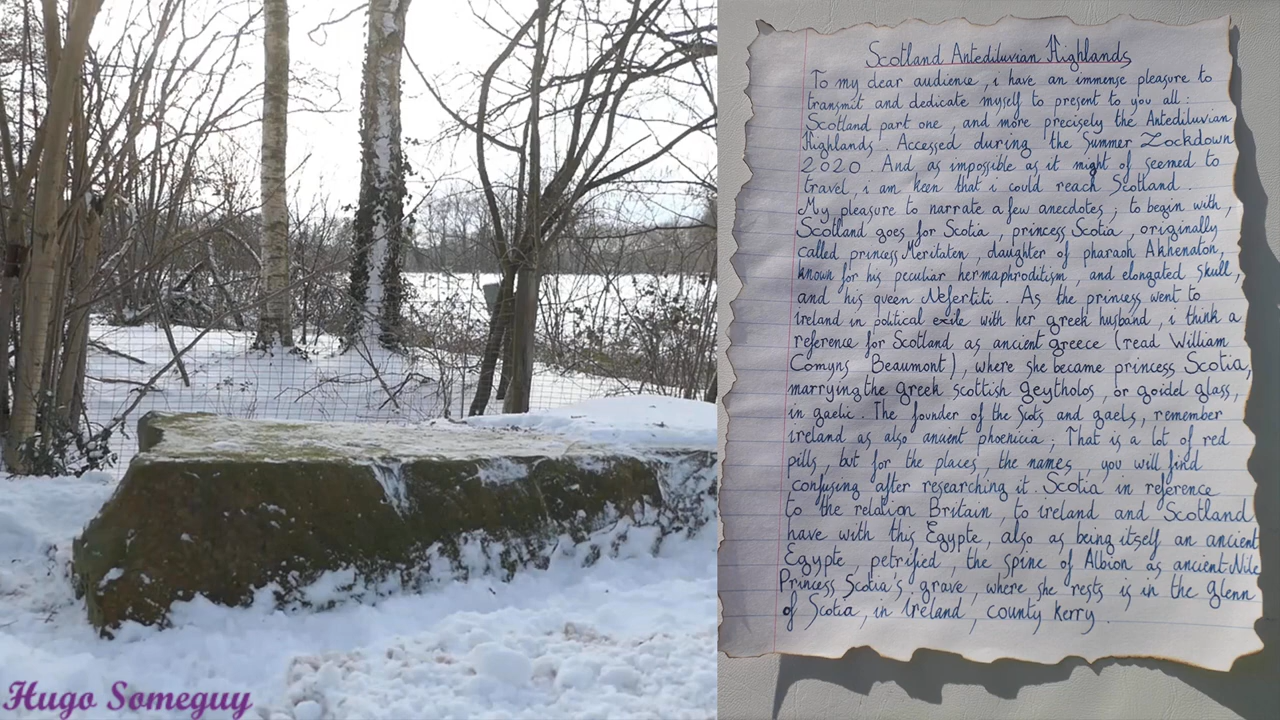 Scotland Antediluvian Highlands
To my dear audience, i have an immense pleasure to
transmit and dedicate myself to present to you all :
Scotland part one, and more precisely the Antediluvian
Highlands. Accessed during the Summer Lockdown
2020. And as impossible as it might of seemed to
travel, i am keen that i could reach Scotland.
My pleasure to narrate a few anecdotes ; to begin with,
Scotland goes for Scotia, princess Scotia, originally
called princess Meritaten, daughter of pharaoh Akhenaton,
known for his peculiar hermaphroditism, and elongated skull,
and his queen Nefertiti. As the princess went to
ireland in political exile with her greek husband, i think a
reference for Scotland as ancient greece (read William
Comyns Beaumont), where she became princess Scotia,
marrying the greek scottish geytholos, or goidel glass,
in gaelic. The founder of the Scots and gaels, remember
ireland as also ancient phoenicia ; That is a lot of red
pills, but for the places, the names, you will find
confusing after researching it. Scotia in reference
to the relation Britain, to ireland and Scotland
have with this Egypte, also as being itself an ancient
Egypte, petrified, the spine of Albion as ancient Nile
Princess Scotia's grave, where she rests is in the Glenn
of Scotia, in Ireland, county kerry.
Hugo Someguy